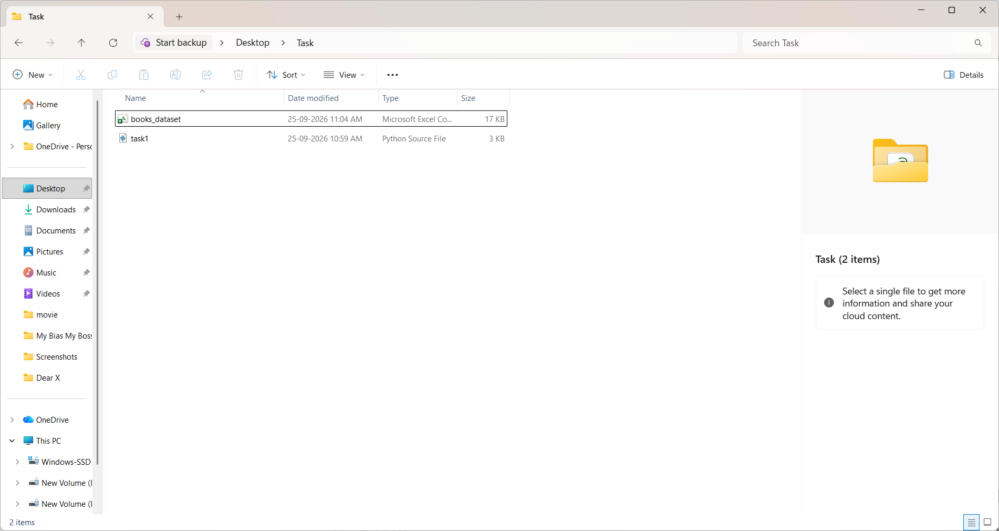 Task
Start backup > Desktop > Task
Search Task
New
Sort
View
Details
Name Date modified Type Size
books_dataset 25-09-2026 11:04 AM Microsoft Excel Co... 17 KB
task1 25-09-2026 10:59 AM Python Source File 3 KB
Home
Gallery
OneDrive - Perso
Desktop
Downloads
Documents
Pictures
Music
Videos
movie
My Bias My Boss
Screenshots
Dear X
OneDrive
This PC
Windows-SSD
New Volume (
New Volume (
Task (2 items)
Select a single file to get more
information and share your
cloud content.
2 items